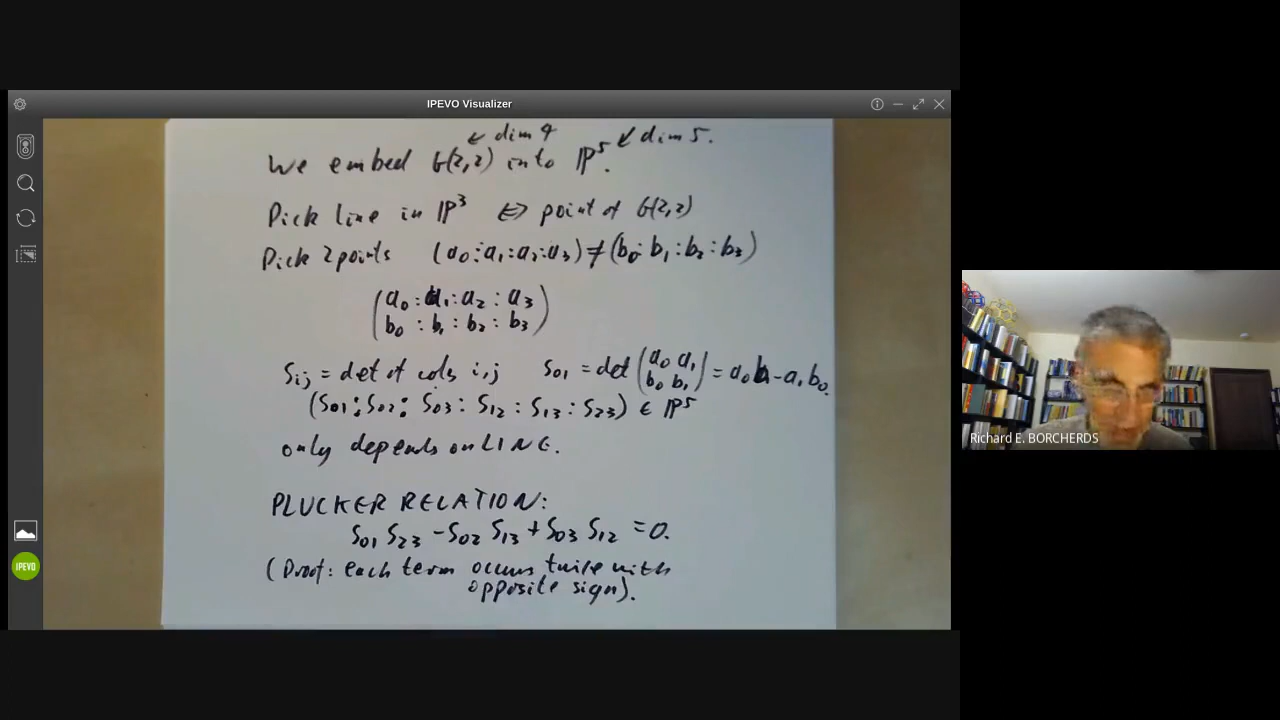 IPEVO Visualizer
↙ dim 4 ↙ dim 5.
We embed G(2,2) into ℙ⁵.
Pick line in ℙ³ ⇔ point of G(2,2)
Pick 2 points (a₀:a₁:a₂:a₃) ≠ (b₀:b₁:b₂:b₃)
(a₀:a₁:a₂:a₃
b₀:b₁:b₂:b₃)
Sij = det of cols i,j S₀₁ = det (a₀ a₁ / b₀ b₁) = a₀b₁-a₁b₀.
(S₀₁:S₀₂:S₀₃:S₁₂:S₁₃:S₂₃) ∈ ℙ⁵
only depends on LINE.
PLUCKER RELATION:
S₀₁ S₂₃ - S₀₂ S₁₃ + S₀₃ S₁₂ = 0.
(Proof: each term occurs twice with
opposite sign).
IPEVO
Richard E. BORCHERDS